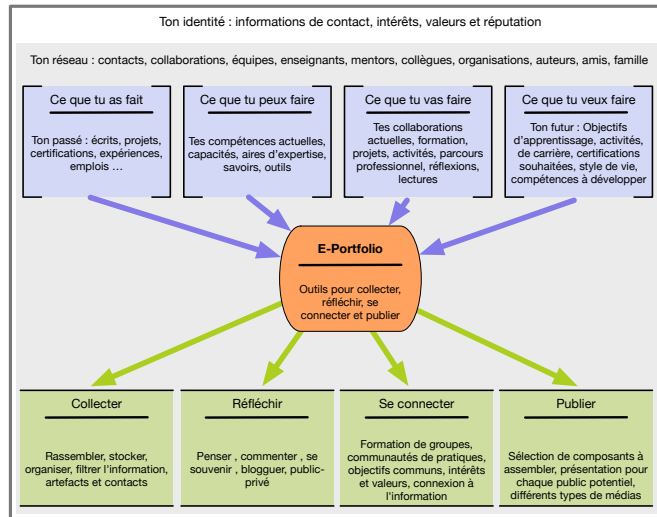 Ton identité : informations de contact, intérêts, valeurs et réputation
Ton réseau : contacts, collaborations, équipes, enseignants, mentors, collègues, organisations, auteurs, amis, famille
Ce que tu as fait
Ton passé : écrits, projets,
certifications, expériences,
emplois ...
Ce que tu peux faire
Tes compétences actuelles,
capacités, aires d'expertise,
savoirs, outils
Ce que tu vas faire
Tes collaborations
actuelles, formation,
projets, activités, parcours
professionnel, réflexions,
lectures
Ce que tu veux faire
Ton futur : Objectifs
d'apprentissage, activités,
de carrière, certifications
souhaitées, style de vie,
compétences à développer
E-Portfolio
Outils pour collecter,
réfléchir, se
connecter et publier
Collecter
Rassembler, stocker,
organiser, filtrer l'information,
artefacts et contacts
Réfléchir
Penser , commenter , se
souvenir , blogguer, public-
privé
Se connecter
Formation de groupes,
communautés de pratiques,
objectifs communs, intérêts
et valeurs, connexion à
l'information
Publier
Sélection de composants à
assembler, présentation pour
chaque public potentiel,
différents types de médias